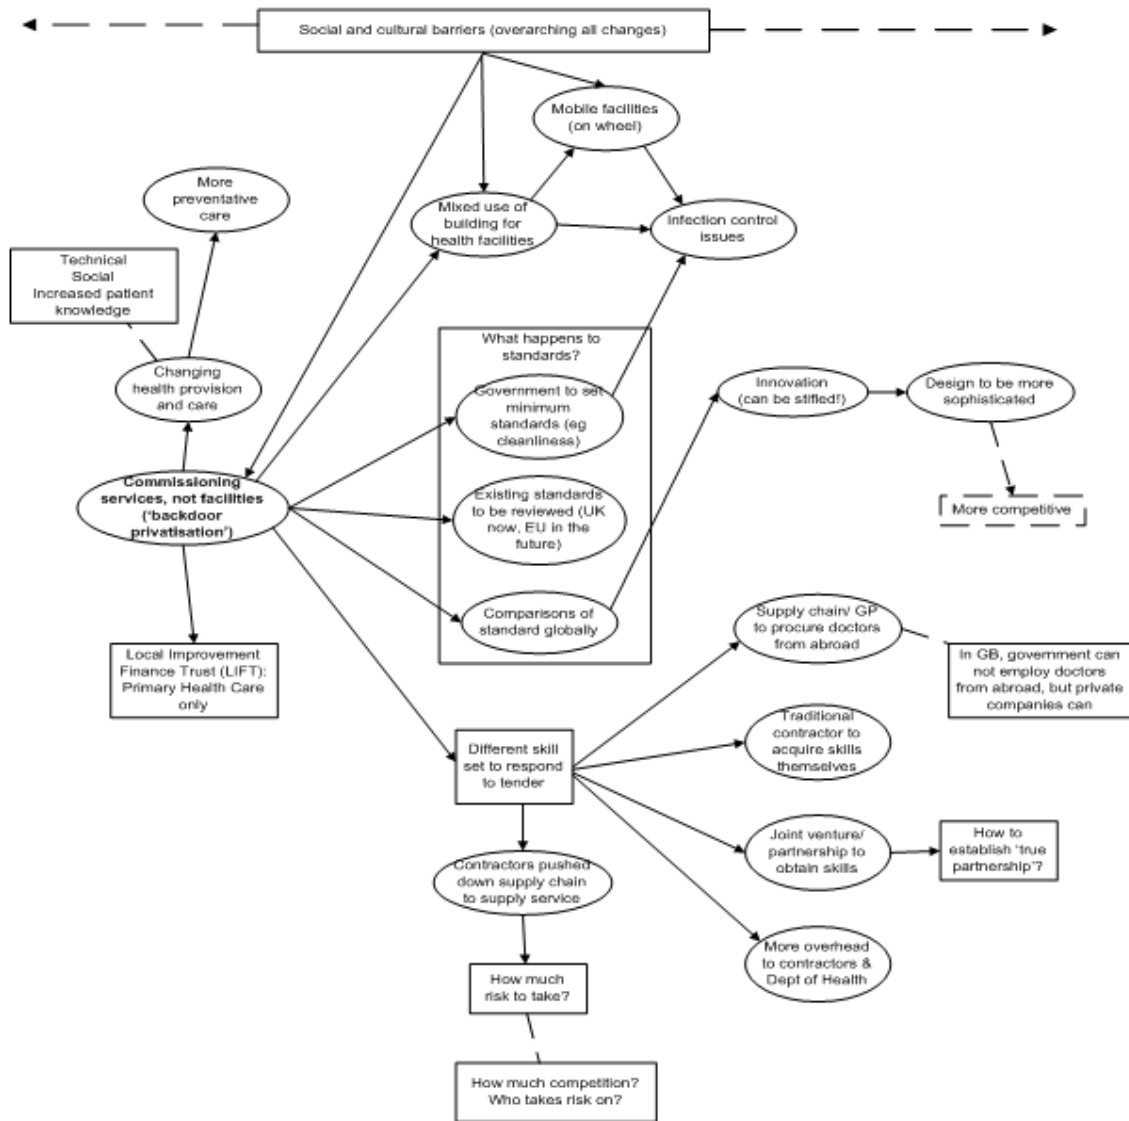 Social and cultural barriers (overarching all changes)
Mobile facilities
(on wheel)
More
preventative
care
Mixed use of
building for
health facilities
Infection control
issues
Technical
Social
Increased patient
knowledge
What happens to
standards?
Changing
health provision
and care
Government to set
minimum
standards (eg
cleanliness)
Innovation
(can be stifled!)
Design to be more
sophisticated
Commissioning
services, not facilities
('backdoor
privatisation')
Existing standards
to be reviewed (UK
now, EU in the
future)
More competitive
Comparisons of
standard globally
Supply chain/ GP
to procure doctors
from abroad
Local Improvement
Finance Trust (LIFT):
Primary Health Care
only
In GB, government can
not employ doctors
from abroad, but private
companies can
Different skill
set to respond
to tender
Traditional
contractor to
acquire skills
themselves
Joint venture/
partnership to
obtain skills
How to
establish 'true
partnership'?
Contractors pushed
down supply chain
to supply service
More overhead
to contractors &
Dept of Health
How much
risk to take?
How much competition?
Who takes risk on?